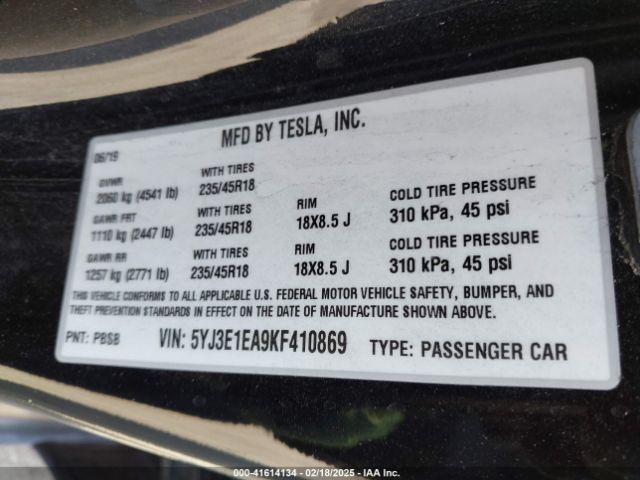 MFD BY TESLA, INC.
06/19
GVWR
2060 kg (4541 lb)
WITH TIRES
235/45R18
GAWR FRT
1110 kg (2447 lb)
WITH TIRES
235/45R18
RIM
18X8.5 J
COLD TIRE PRESSURE
310 kPa, 45 psi
GAWR RR
1257 kg (2771 lb)
WITH TIRES
235/45R18
RIM
18X8.5 J
COLD TIRE PRESSURE
310 kPa, 45 psi
THIS VEHICLE CONFORMS TO ALL APPLICABLE U.S. FEDERAL MOTOR VEHICLE SAFETY, BUMPER, AND
THEFT PREVENTION STANDARDS IN EFFECT ON THE DATE OF MANUFACTURE SHOWN ABOVE.
PNT: PBSB VIN: 5YJ3E1EA9KF410869 TYPE: PASSENGER CAR
000-41614134 - 02/18/2025 - IAA Inc.